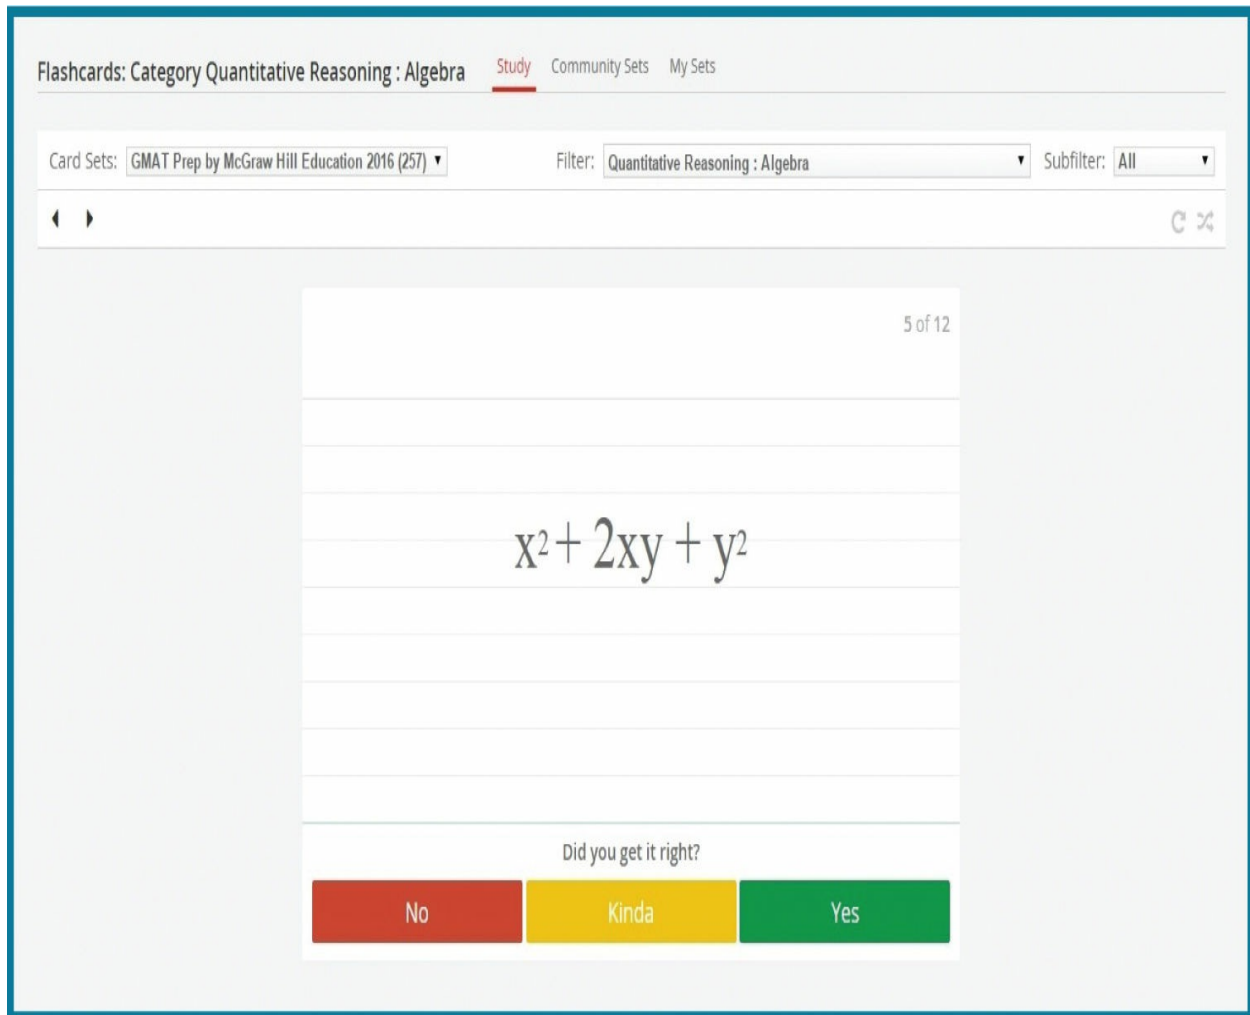 Flashcards: Category Quantitative Reasoning : Algebra Study Community Sets My Sets
Card Sets: GMAT Prep by McGraw Hill Education 2016 (257) Filter: Quantitative Reasoning : Algebra Subfilter: All
5 of 12
x² + 2xy + y²
Did you get it right?
No Kinda Yes